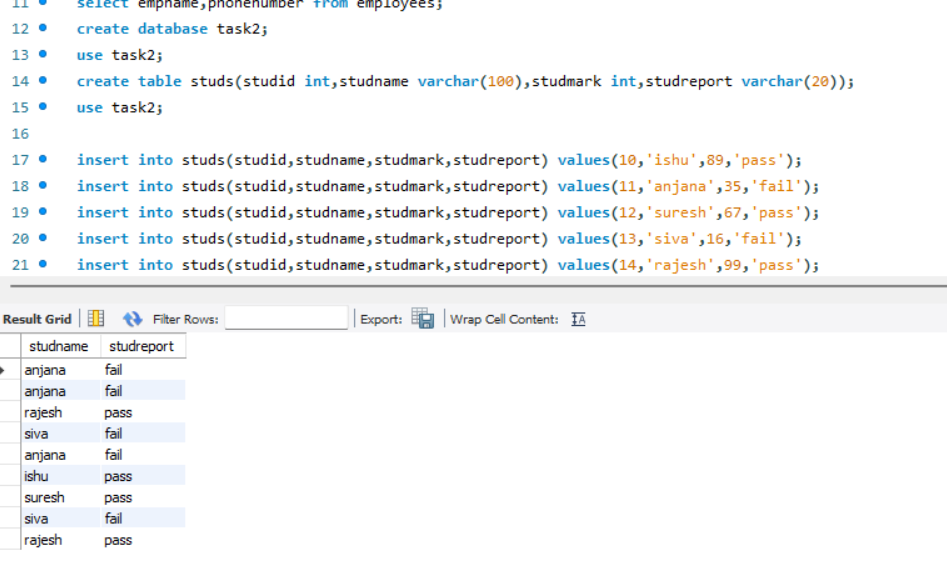 11 select empname,phonenumber from employees;
12 create database task2;
13 use task2;
14 create table studs(studid int,studname varchar(100),studmark int,studreport varchar(20));
15 use task2;
16
17 insert into studs(studid,studname,studmark,studreport) values(10,'ishu',89,'pass');
18 insert into studs(studid,studname,studmark,studreport) values(11,'anjana',35,'fail');
19 insert into studs(studid,studname,studmark,studreport) values(12,'suresh',67,'pass');
20 insert into studs(studid,studname,studmark,studreport) values(13,'siva',16,'fail');
21 insert into studs(studid,studname,studmark,studreport) values(14,'rajesh',99,'pass');
Result Grid Filter Rows: Export: Wrap Cell Content: IA
studname studreport
anjana fail
anjana fail
rajesh pass
siva fail
anjana fail
ishu pass
suresh pass
siva fail
rajesh pass